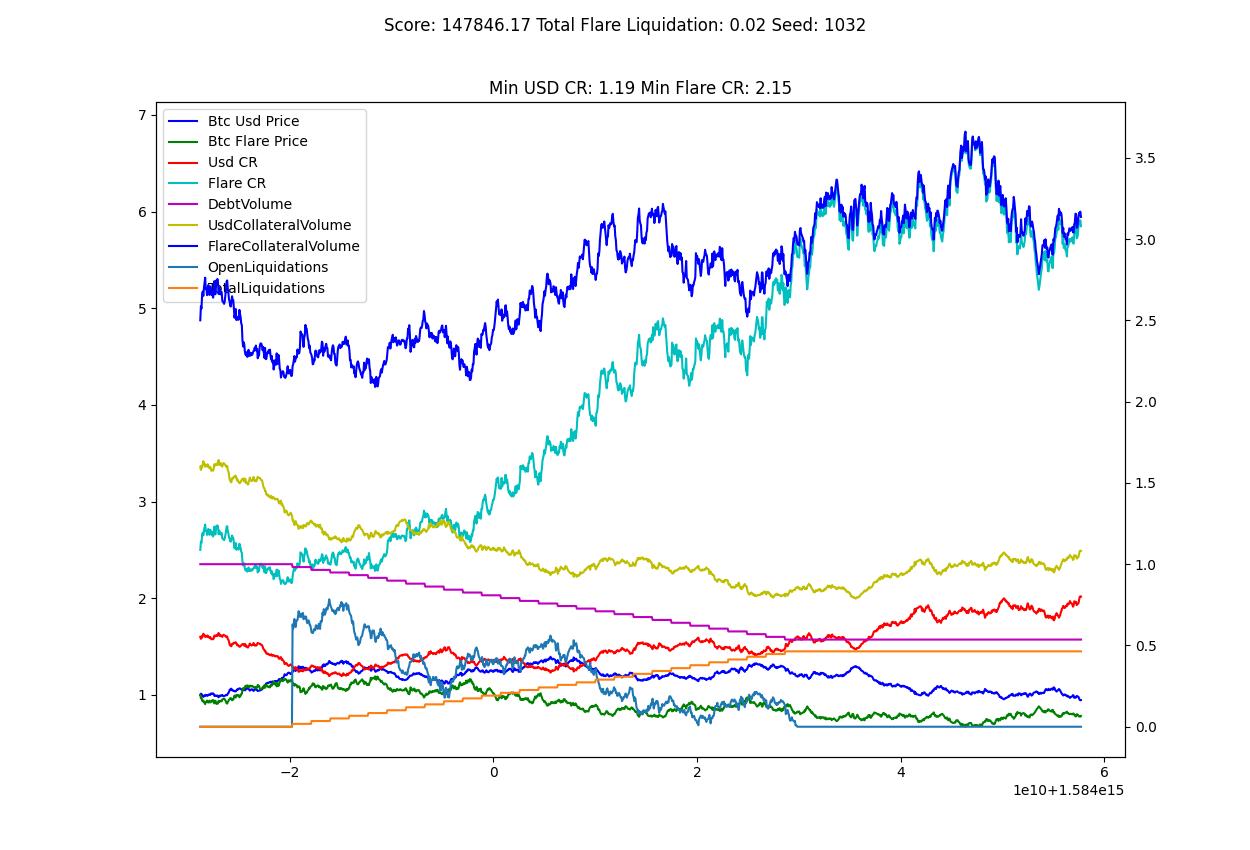 Score: 147846.17 Total Flare Liquidation: 0.02 Seed: 1032
Min USD CR: 1.19 Min Flare CR: 2.15
Btc Usd Price
Btc Flare Price
Usd CR
Flare CR
DebtVolume
UsdCollateralVolume
FlareCollateralVolume
OpenLiquidations
TotalLiquidations
7
6
5
4
3
2
1
3.5
3.0
2.5
2.0
1.5
1.0
0.5
0.0
−2 0 2 4 6
1e10+1.584e15